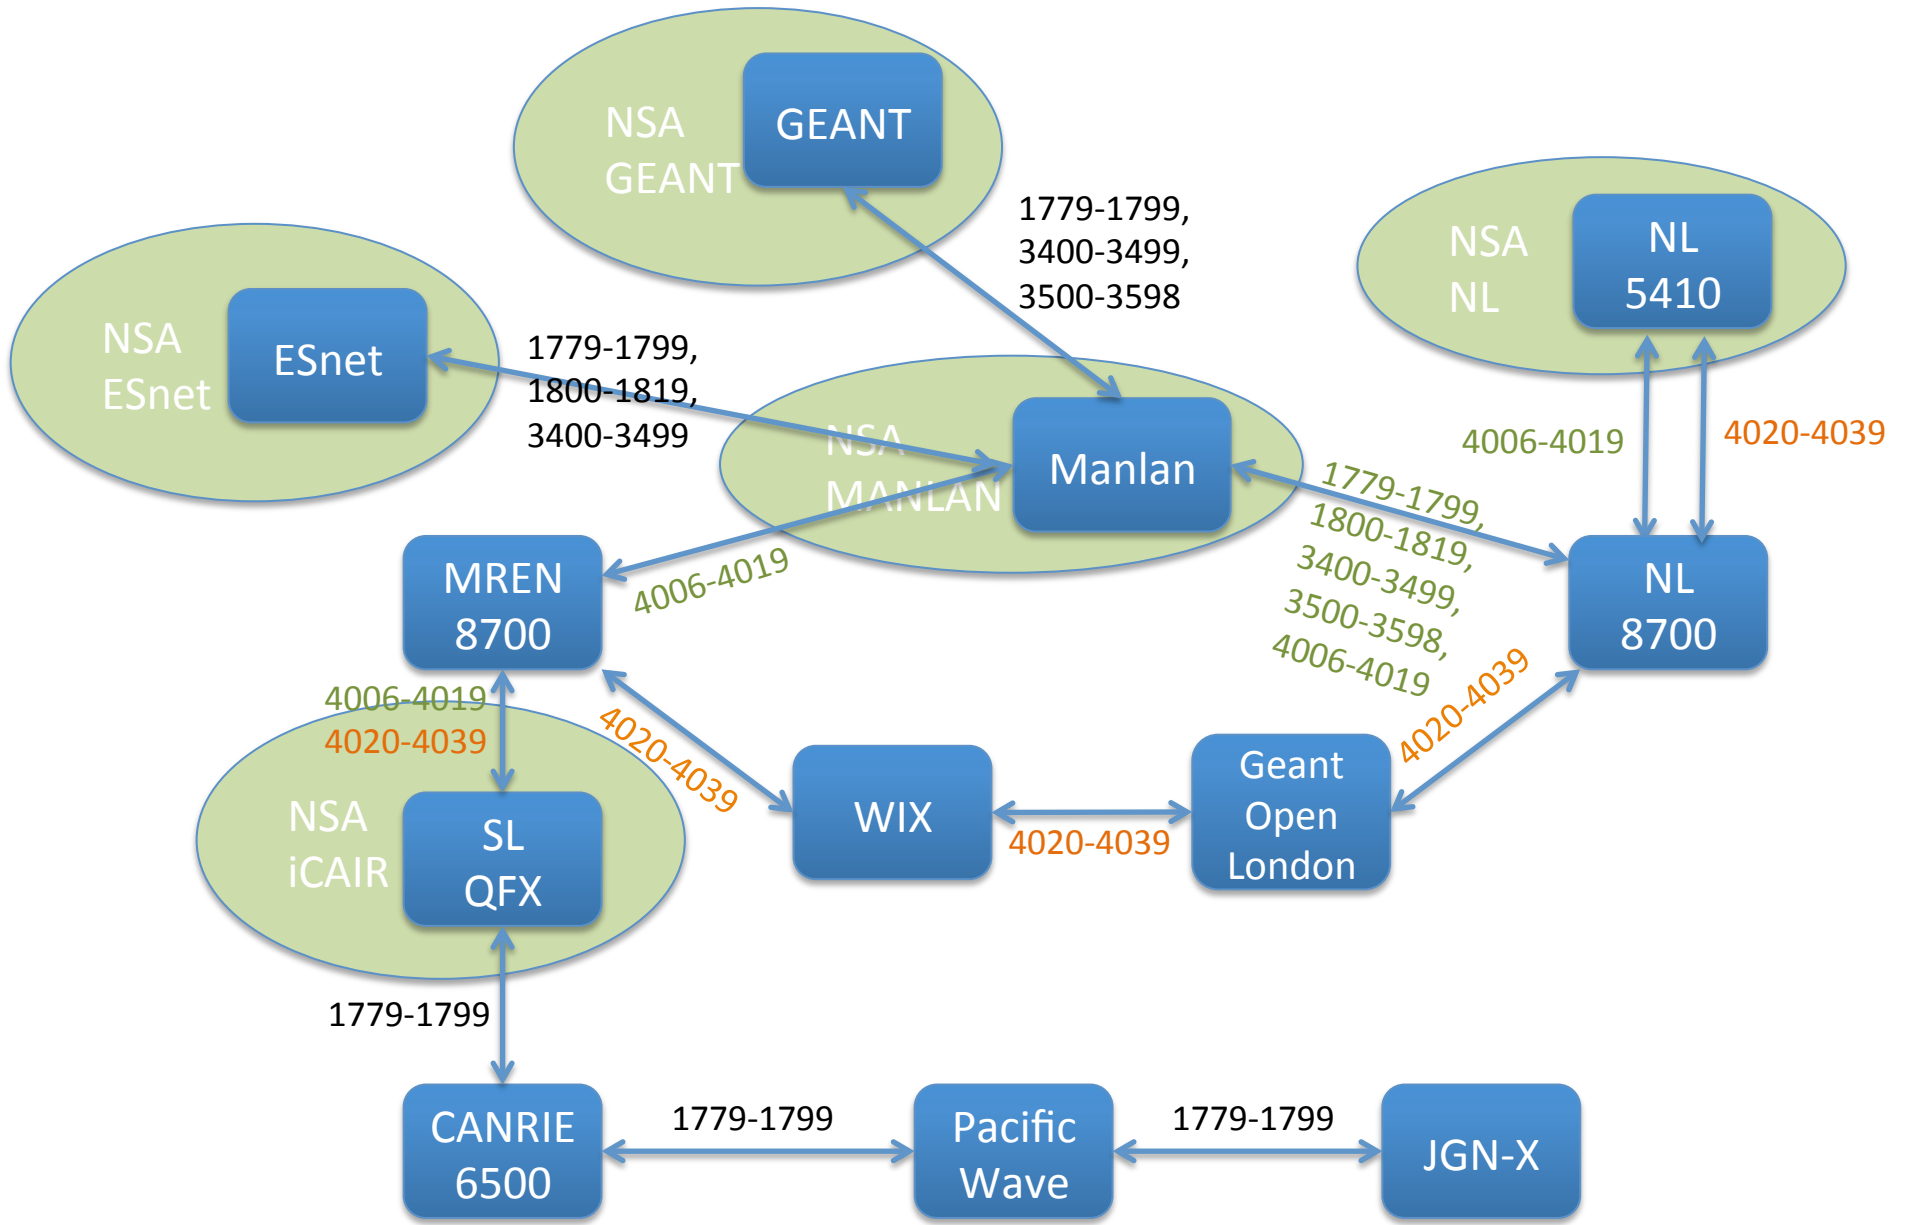 NSA
GEANT
GEANT
1779-1799,
3400-3499,
3500-3598
NSA
NL
NL
5410
NSA
ESnet
ESnet
1779-1799,
1800-1819,
3400-3499
NSA
MANLAN
Manlan
4006-4019
4020-4039
1779-1799,
1800-1819,
3400-3499,
3500-3598,
4006-4019
MREN
8700
4006-4019
NL
8700
4006-4019
4020-4039
4020-4039
4020-4039
NSA
iCAIR
SL
QFX
WIX
4020-4039
Geant
Open
London
1779-1799
CANRIE
6500
1779-1799
Pacific
Wave
1779-1799
JGN-X